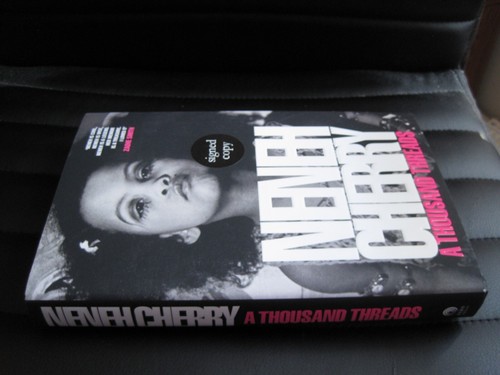 NENEH
CHERRY
A THOUSAND THREADS
signed
copy
NENEH CHERRY A THOUSAND THREADS